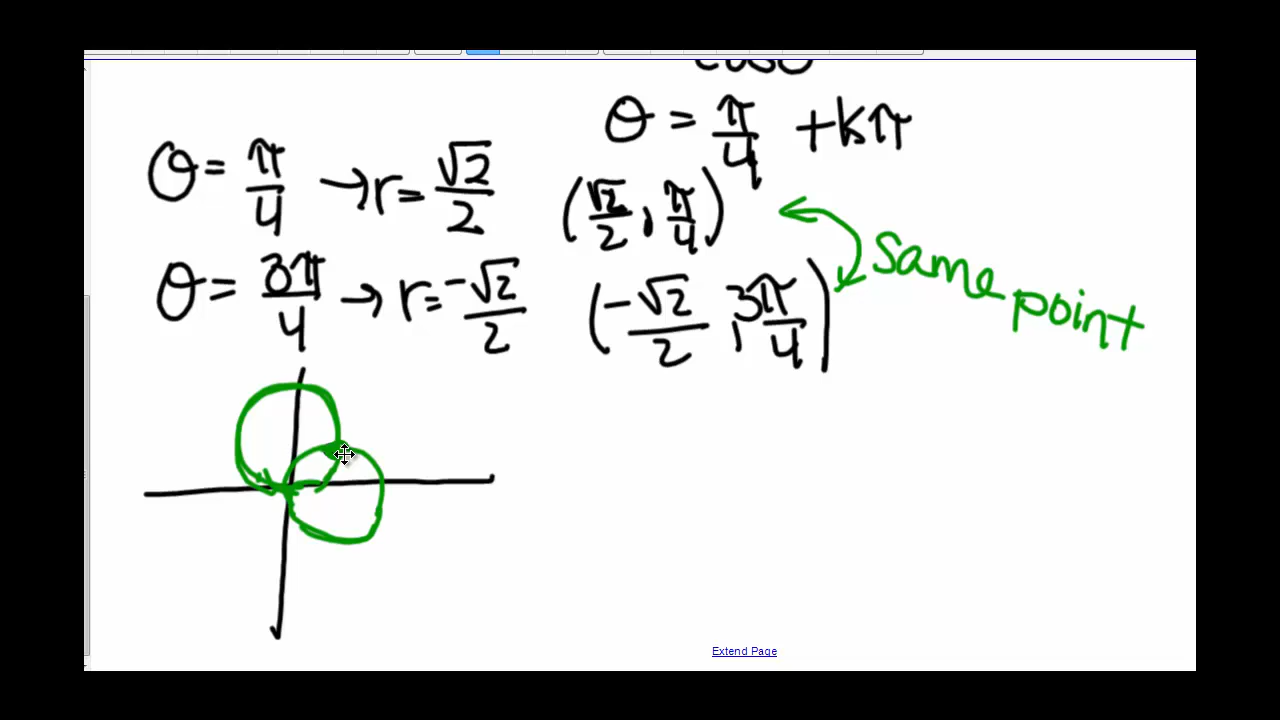 cosθ
θ = π/4 + kπ
θ = π/4 → r = √2/2
(√2/2, π/4)
θ = 3π/4 → r = -√2/2
(-√2/2, 3π/4)
same point
Extend Page